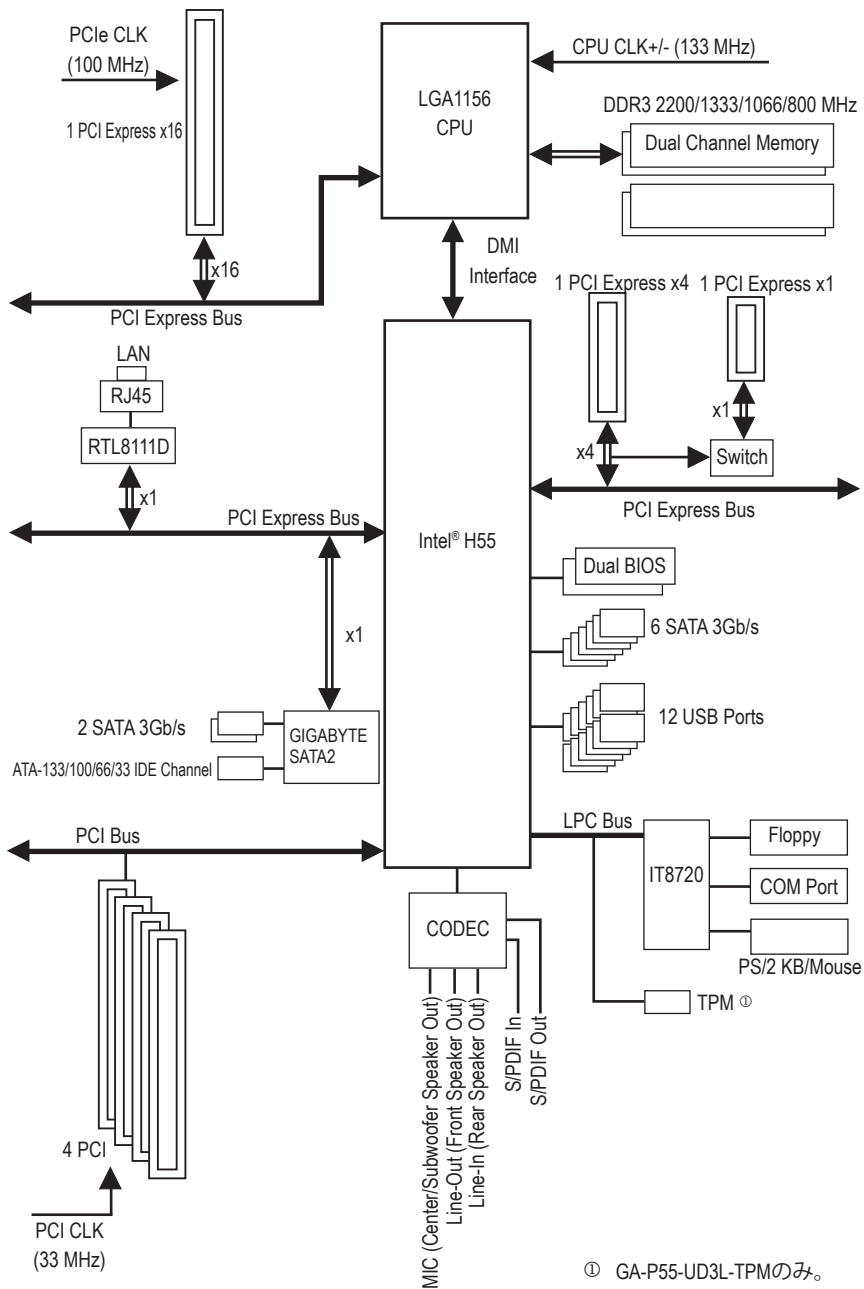 PCIe CLK
(100 MHz)
1 PCI Express x16
x16
PCI Express Bus
LGA1156
CPU
CPU CLK+/- (133 MHz)
DDR3 2200/1333/1066/800 MHz
Dual Channel Memory
DMI
Interface
1 PCI Express x4
1 PCI Express x1
x1
x4
Switch
PCI Express Bus
LAN
RJ45
RTL8111D
x1
PCI Express Bus
Intel® H55
Dual BIOS
6 SATA 3Gb/s
12 USB Ports
x1
2 SATA 3Gb/s
GIGABYTE
SATA2
ATA-133/100/66/33 IDE Channel
PCI Bus
LPC Bus
IT8720
Floppy
COM Port
PS/2 KB/Mouse
TPM ①
CODEC
MIC (Center/Subwoofer Speaker Out)
Line-Out (Front Speaker Out)
Line-In (Rear Speaker Out)
S/PDIF In
S/PDIF Out
4 PCI
PCI CLK
(33 MHz)
① GA-P55-UD3L-TPMのみ。